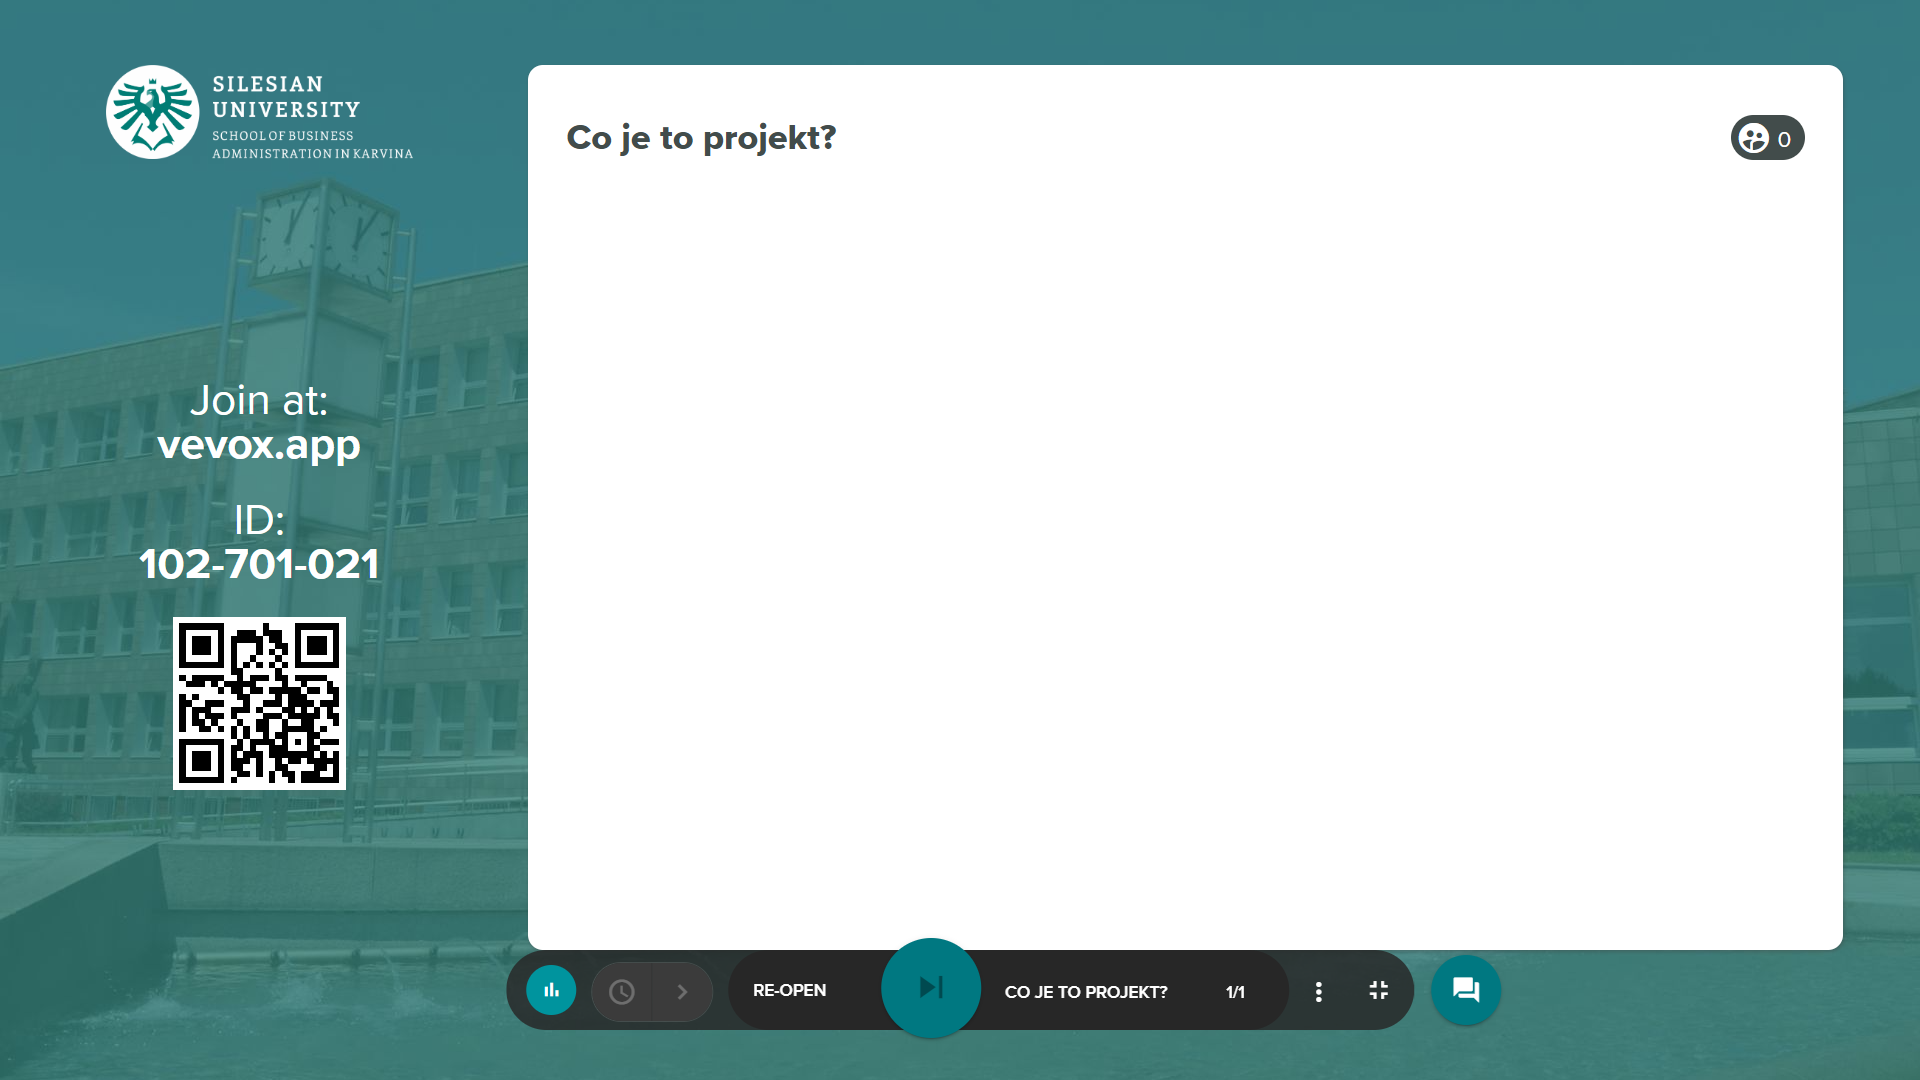 SILESIAN
UNIVERSITY
SCHOOL OF BUSINESS
ADMINISTRATION IN KARVINA
Join at:
vevox.app
ID:
102-701-021
Co je to projekt?
0
RE-OPEN
CO JE TO PROJEKT?
1/1